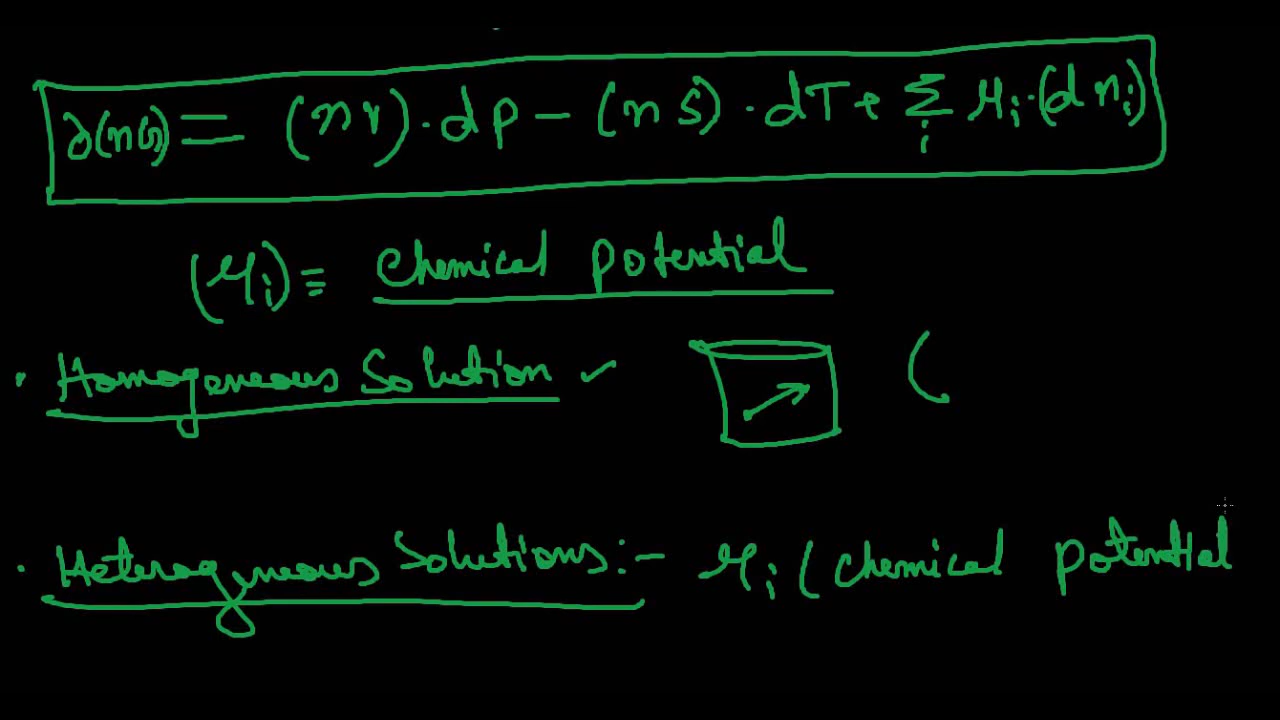 ∂(nG) = (nV)·dP − (nS)·dT + Σᵢ μᵢ·(dnᵢ)
(μᵢ) ≡ Chemical Potential
· Homogeneous Solution ✓ (
· Heterogeneous Solutions:- μᵢ (Chemical Potential